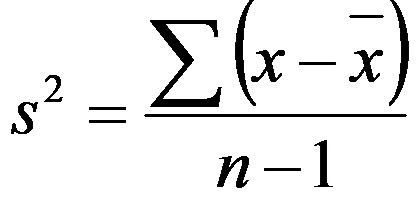 s² = ∑(x − x̄) / (n − 1)